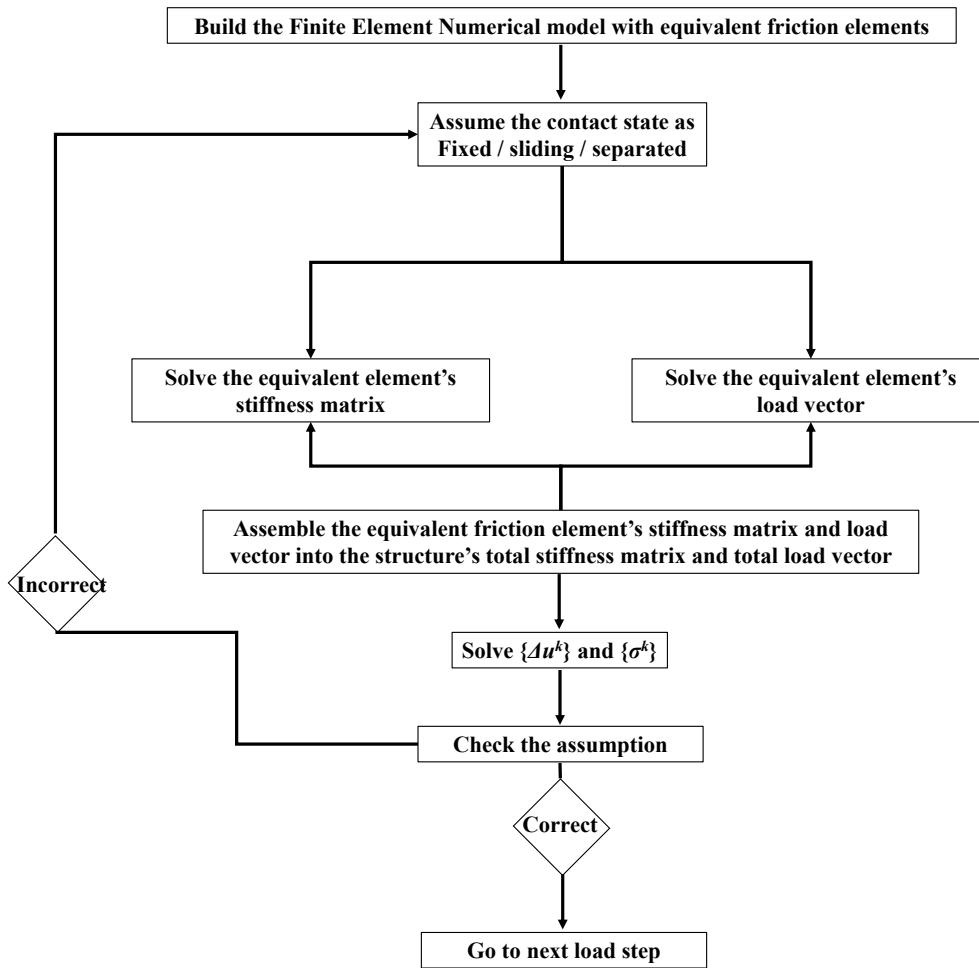 Build the Finite Element Numerical model with equivalent friction elements
Assume the contact state as
Fixed / sliding / separated
Solve the equivalent element’s
stiffness matrix
Solve the equivalent element’s
load vector
Assemble the equivalent friction element’s stiffness matrix and load
vector into the structure’s total stiffness matrix and total load vector
Incorrect
Solve {Δuᵏ} and {σᵏ}
Check the assumption
Correct
Go to next load step